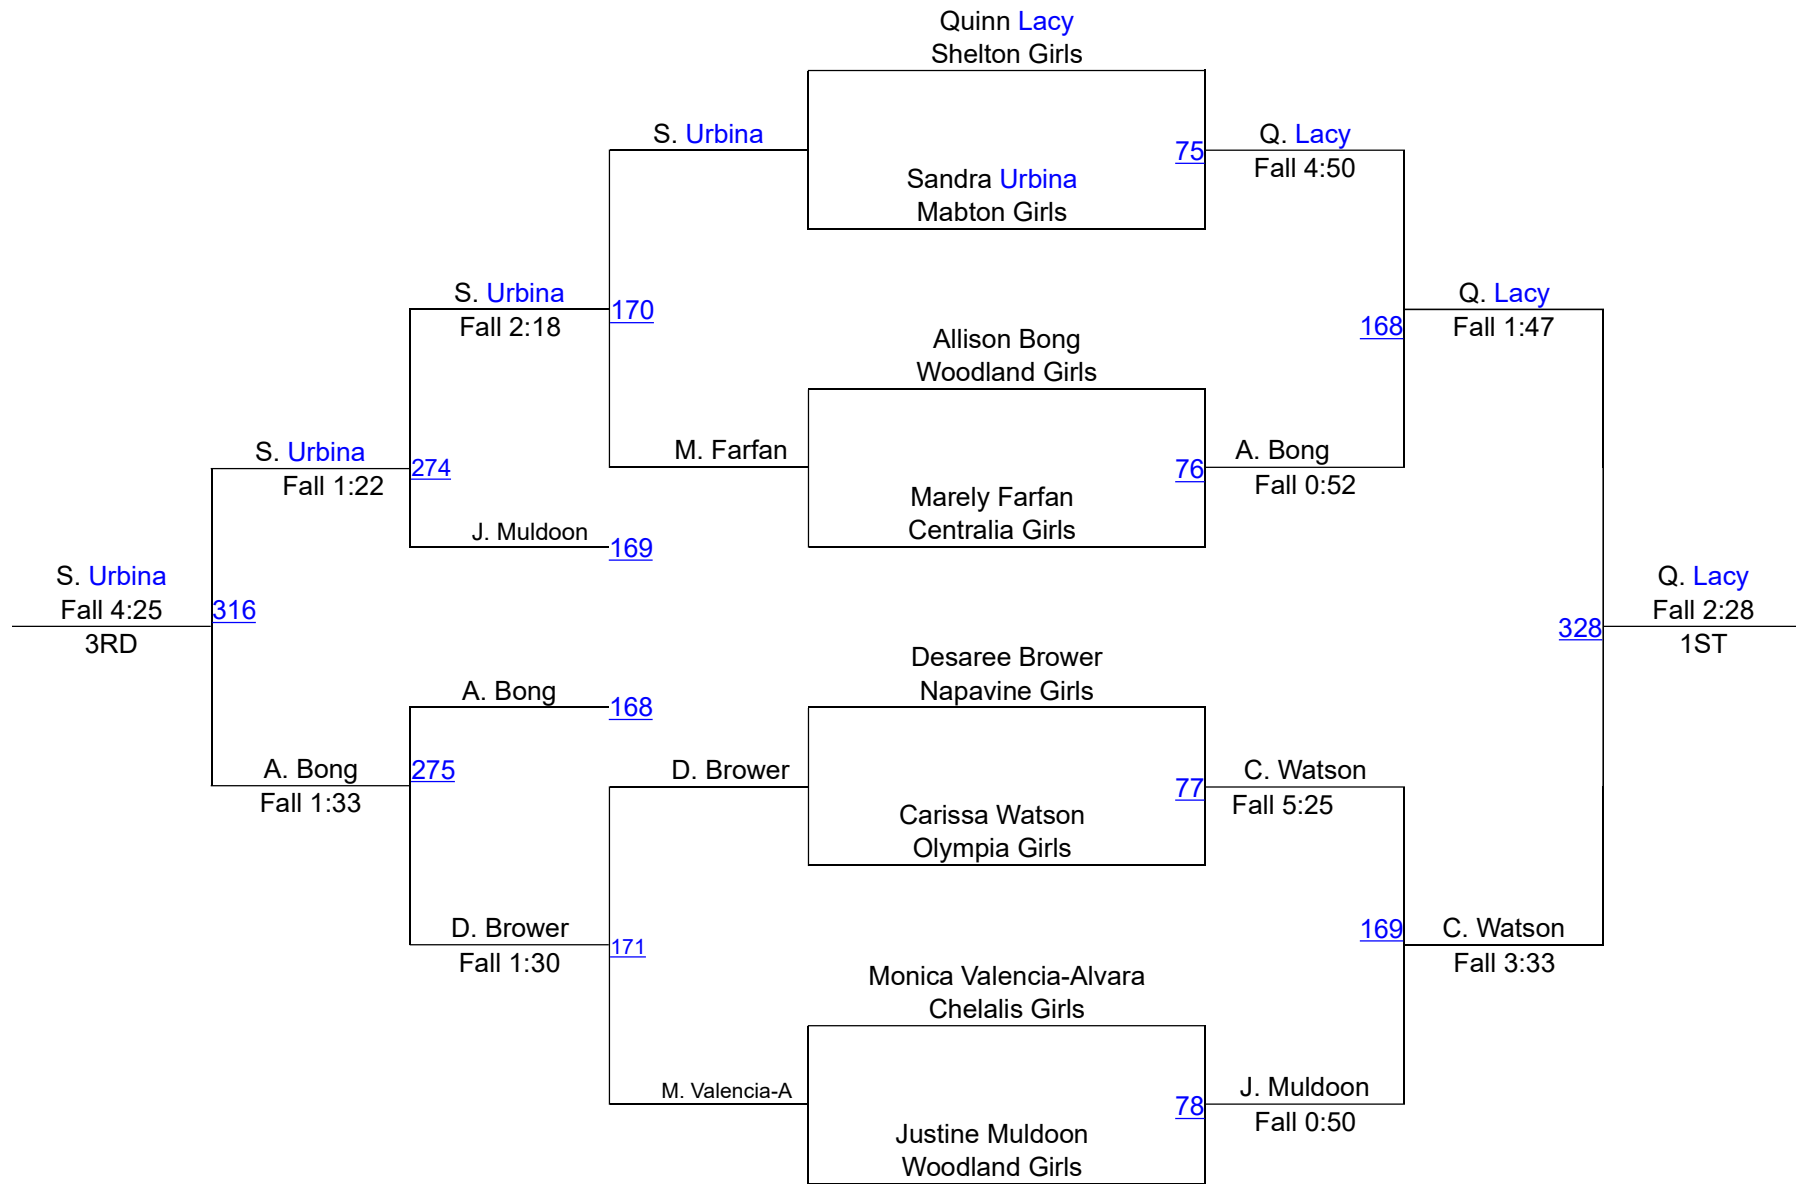 Quinn Lacy
Shelton Girls
S. Urbina
75
Q. Lacy
Fall 4:50
Sandra Urbina
Mabton Girls
S. Urbina
Fall 2:18
170
Allison Bong
Woodland Girls
168
Q. Lacy
Fall 1:47
S. Urbina
Fall 1:22
274
M. Farfan
76
A. Bong
Fall 0:52
Marely Farfan
Centralia Girls
J. Muldoon
169
S. Urbina
Fall 4:25
3RD
316
328
Q. Lacy
Fall 2:28
1ST
Desaree Brower
Napavine Girls
A. Bong
168
A. Bong
Fall 1:33
275
D. Brower
77
C. Watson
Fall 5:25
Carissa Watson
Olympia Girls
D. Brower
Fall 1:30
171
169
C. Watson
Fall 3:33
Monica Valencia-Alvara
Chelalis Girls
M. Valencia-A
78
J. Muldoon
Fall 0:50
Justine Muldoon
Woodland Girls